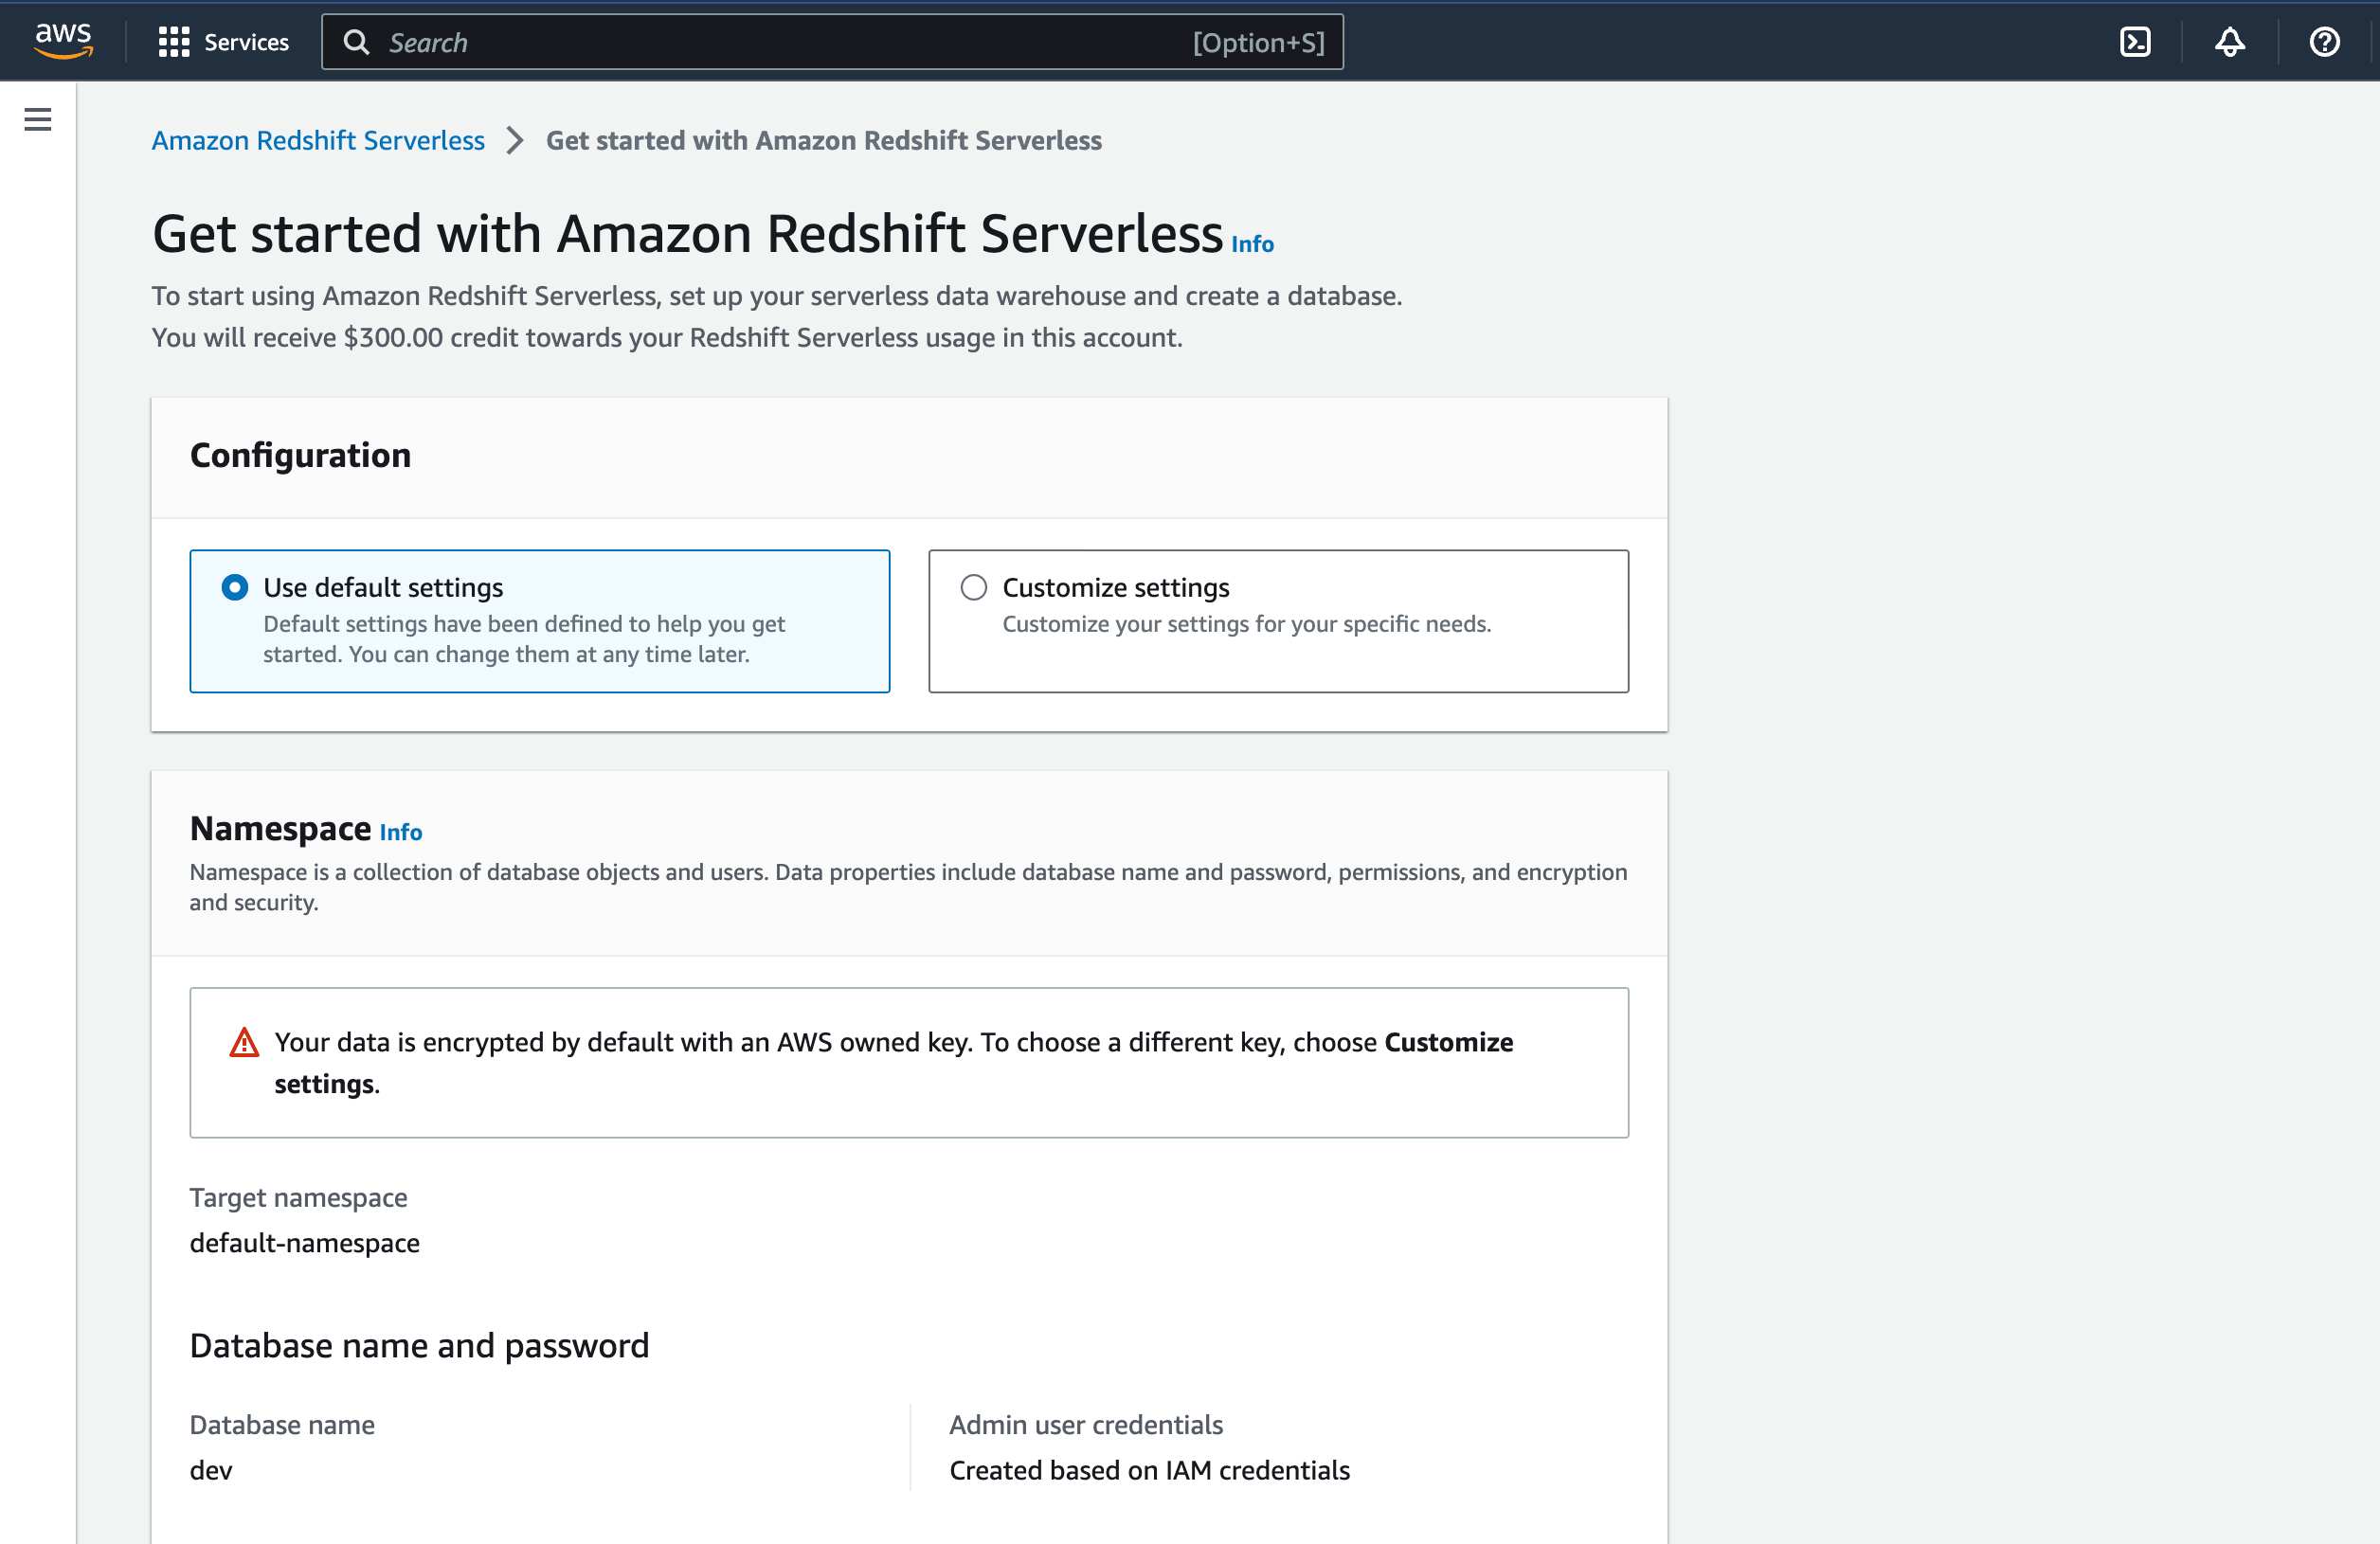 aws
Services
Search
[Option+S]
Amazon Redshift Serverless
Get started with Amazon Redshift Serverless
Get started with Amazon Redshift Serverless Info
To start using Amazon Redshift Serverless, set up your serverless data warehouse and create a database.
You will receive $300.00 credit towards your Redshift Serverless usage in this account.
Configuration
Use default settings
Default settings have been defined to help you get
started. You can change them at any time later.
Customize settings
Customize your settings for your specific needs.
Namespace Info
Namespace is a collection of database objects and users. Data properties include database name and password, permissions, and encryption
and security.
Your data is encrypted by default with an AWS owned key. To choose a different key, choose Customize
settings.
Target namespace
default-namespace
Database name and password
Database name
dev
Admin user credentials
Created based on IAM credentials